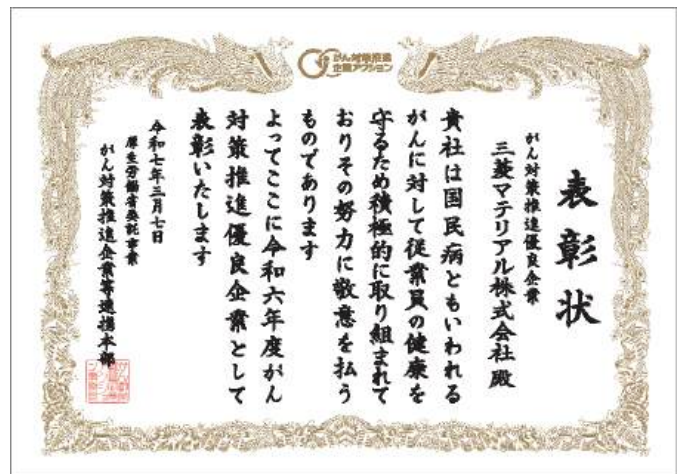 がん対策推進
企業アクション
表彰状
がん対策推進優良企業
三菱マテリアル株式会社殿
貴社は国民病ともいわれる
がんに対して従業員の健康を
守るため積極的に取り組まれて
おりその努力に敬意を払う
ものであります
よってここに令和六年度がん
対策推進優良企業として
表彰いたします
令和七年三月七日
厚生労働省委託事業
がん対策推進企業等連携本部